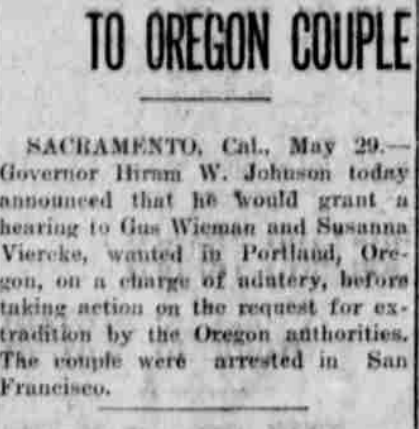 TO OREGON COUPLE
SACRAMENTO, Cal., May 29.—
Governor Hiram W. Johnson today
announced that he would grant a
hearing to Gus Wieman and Susanna
Viercke, wanted in Portland, Ore-
gon, on a charge of adutery, before
taking action on the request for ex-
tradition by the Oregon authorities.
The couple were arrested in San
Francisco.